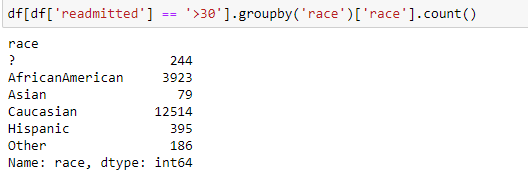 df[df['readmitted'] == '>30'].groupby('race')['race'].count()
race
?                    244
AfricanAmerican     3923
Asian                 79
Caucasian          12514
Hispanic             395
Other                186
Name: race, dtype: int64